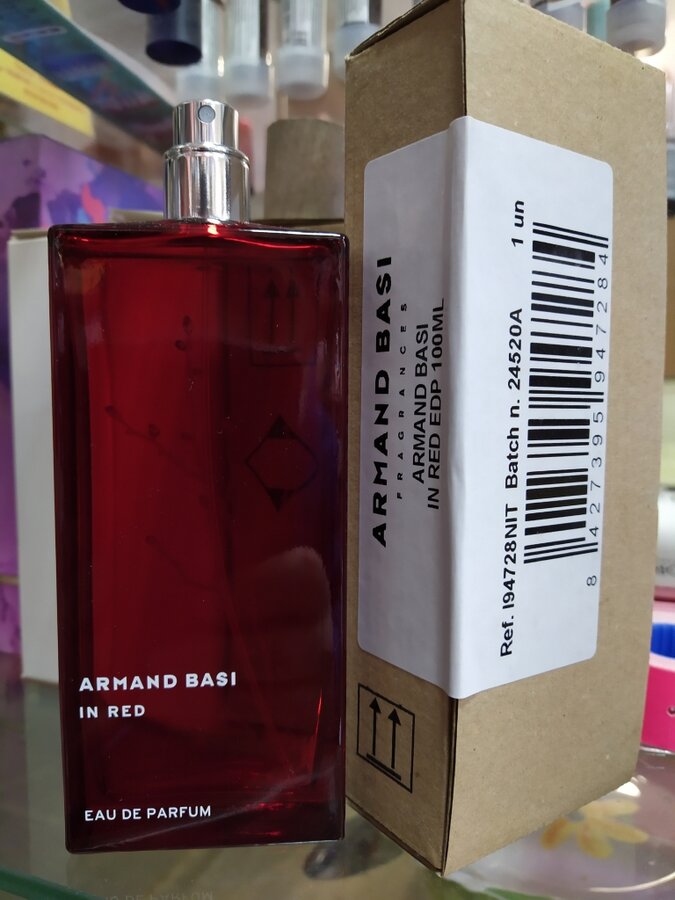 ARMAND BASI
IN RED
EAU DE PARFUM
ARMAND BASI
FRAGRANCES
ARMAND BASI
IN RED EDP 100ML
Ref. I94728NIT Batch n. 24520A 1 un
8 427395 947284